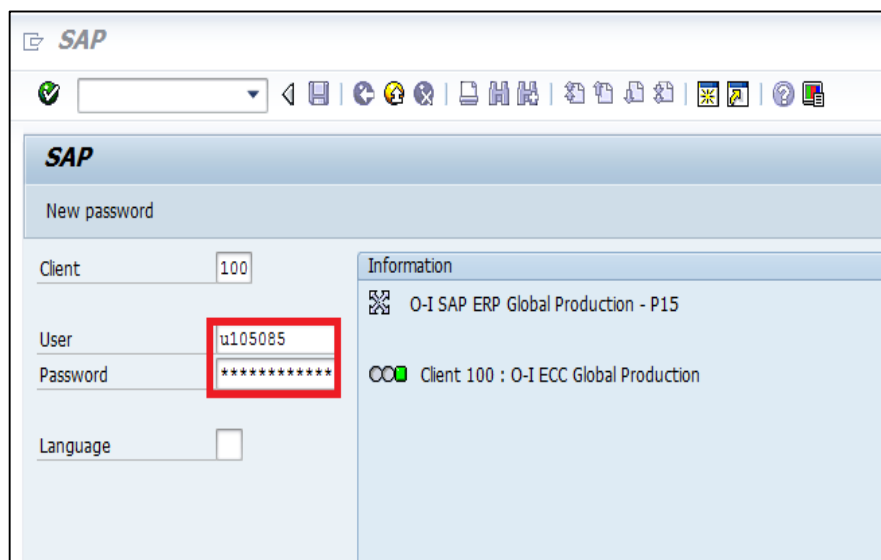 SAP
SAP
New password
Client 100
Information
O-I SAP ERP Global Production - P15
User u105085
Password ************
Client 100 : O-I ECC Global Production
Language